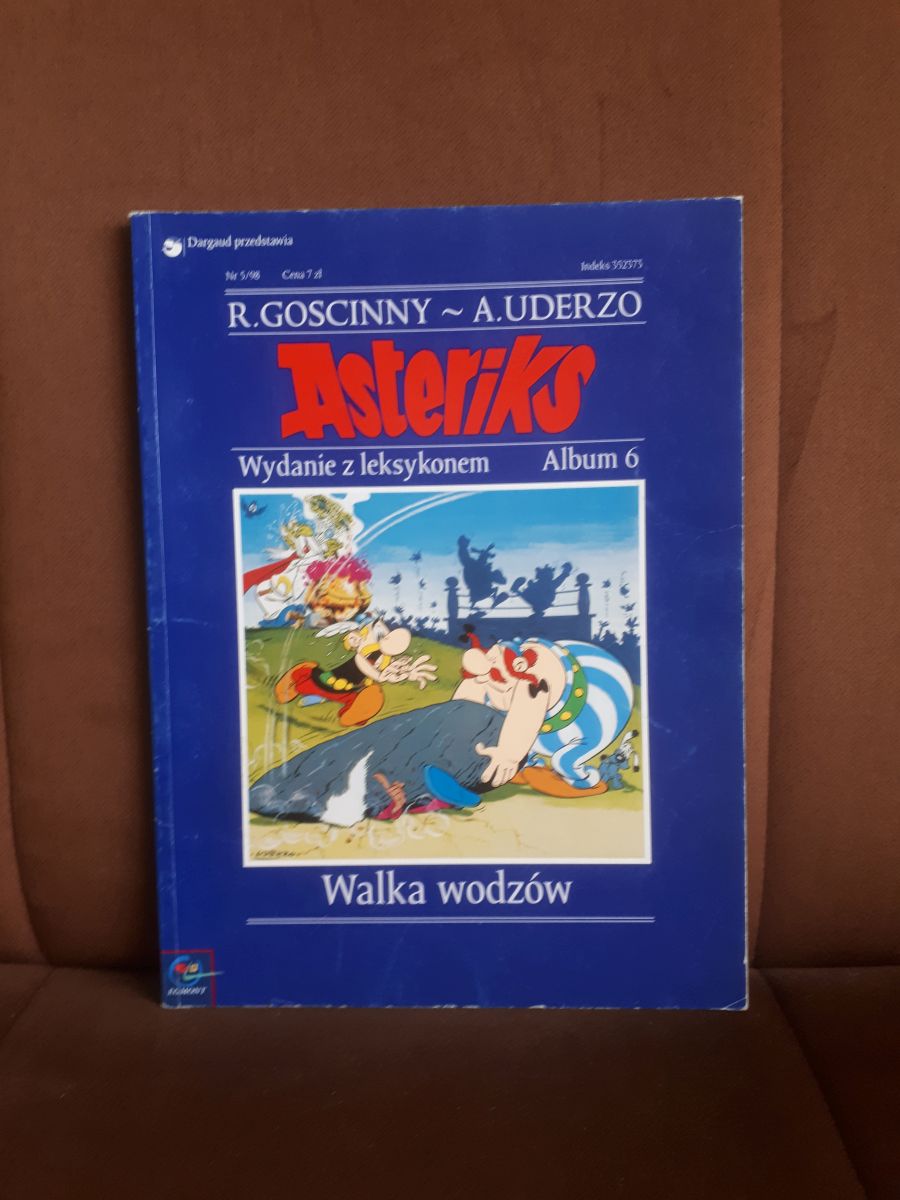 Dargaud przedstawia
Nr 5/98 Cena 7 zł Indeks 352373
R.GOSCINNY ~ A.UDERZO
Asteriks
Wydanie z leksykonem Album 6
Walka wodzów
EGMONT